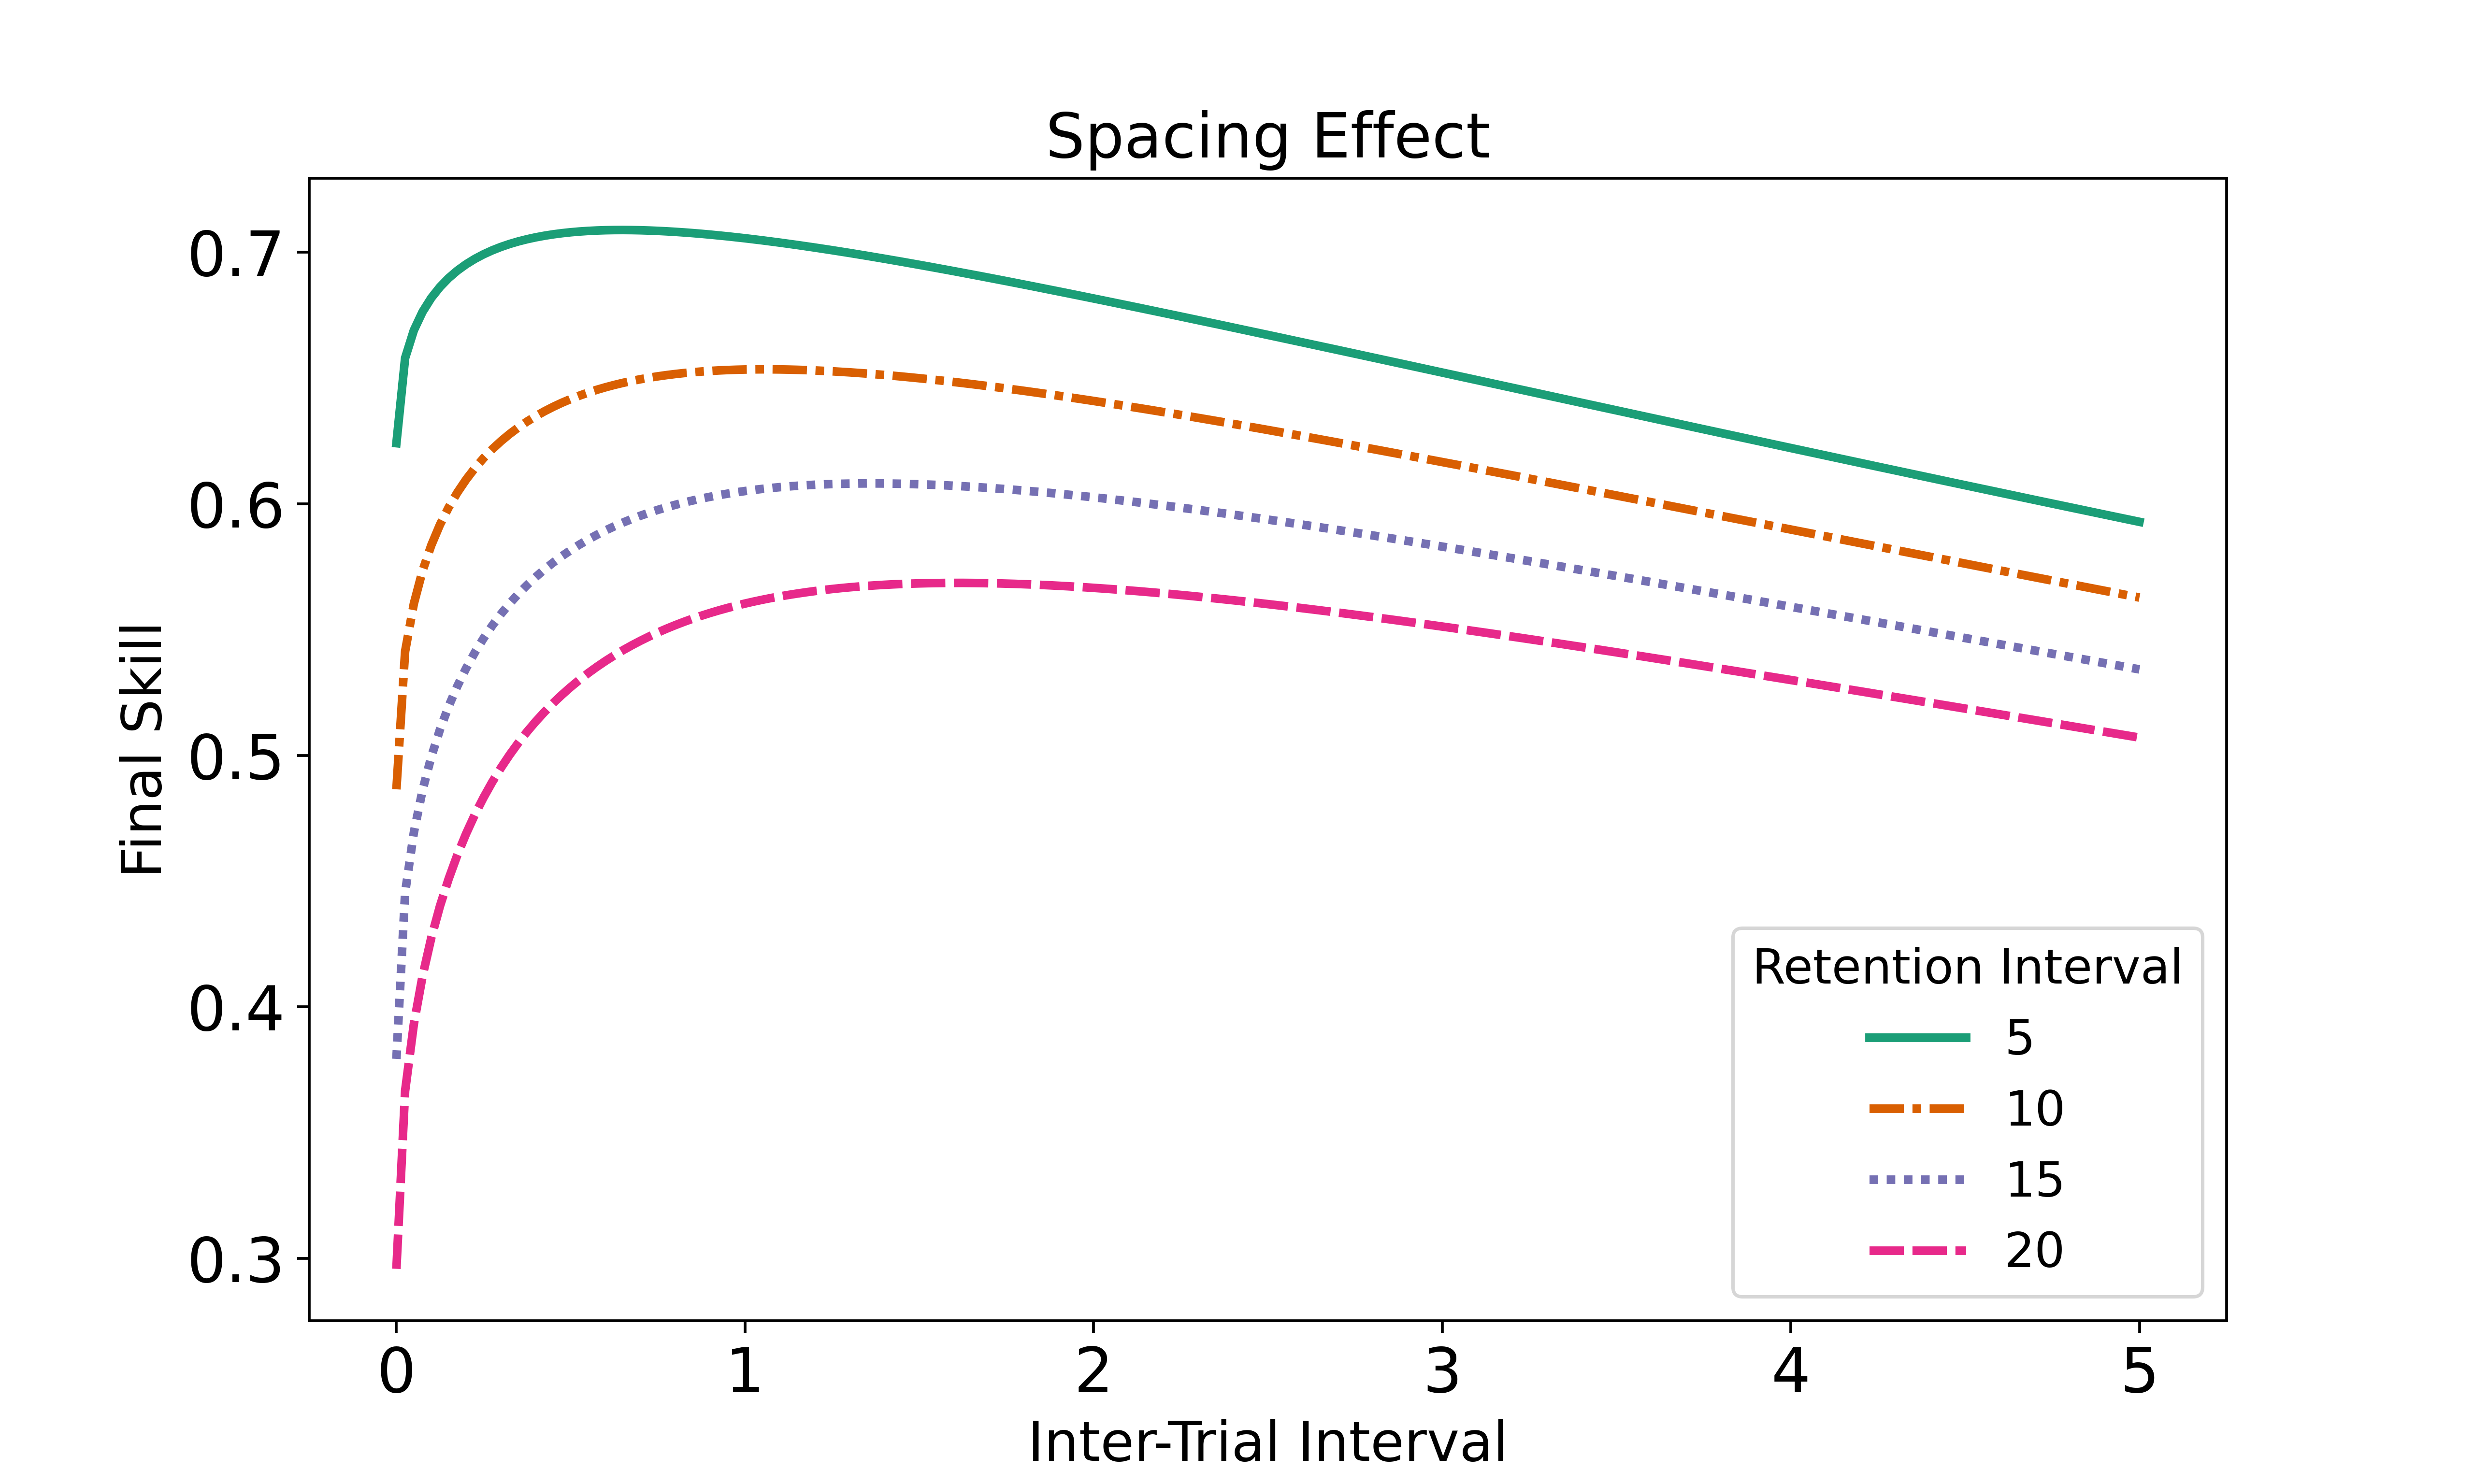 Spacing Effect
0.7
0.6
0.5
0.4
0.3
Final Skill
Retention Interval
5
10
15
20
0 1 2 3 4 5
Inter-Trial Interval